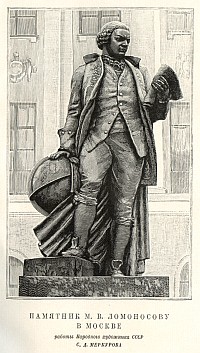 ПАМЯТНИК М. В. ЛОМОНОСОВУ
В МОСКВЕ
работы Народного художника СССР
С. Д. МЕРКУРОВА